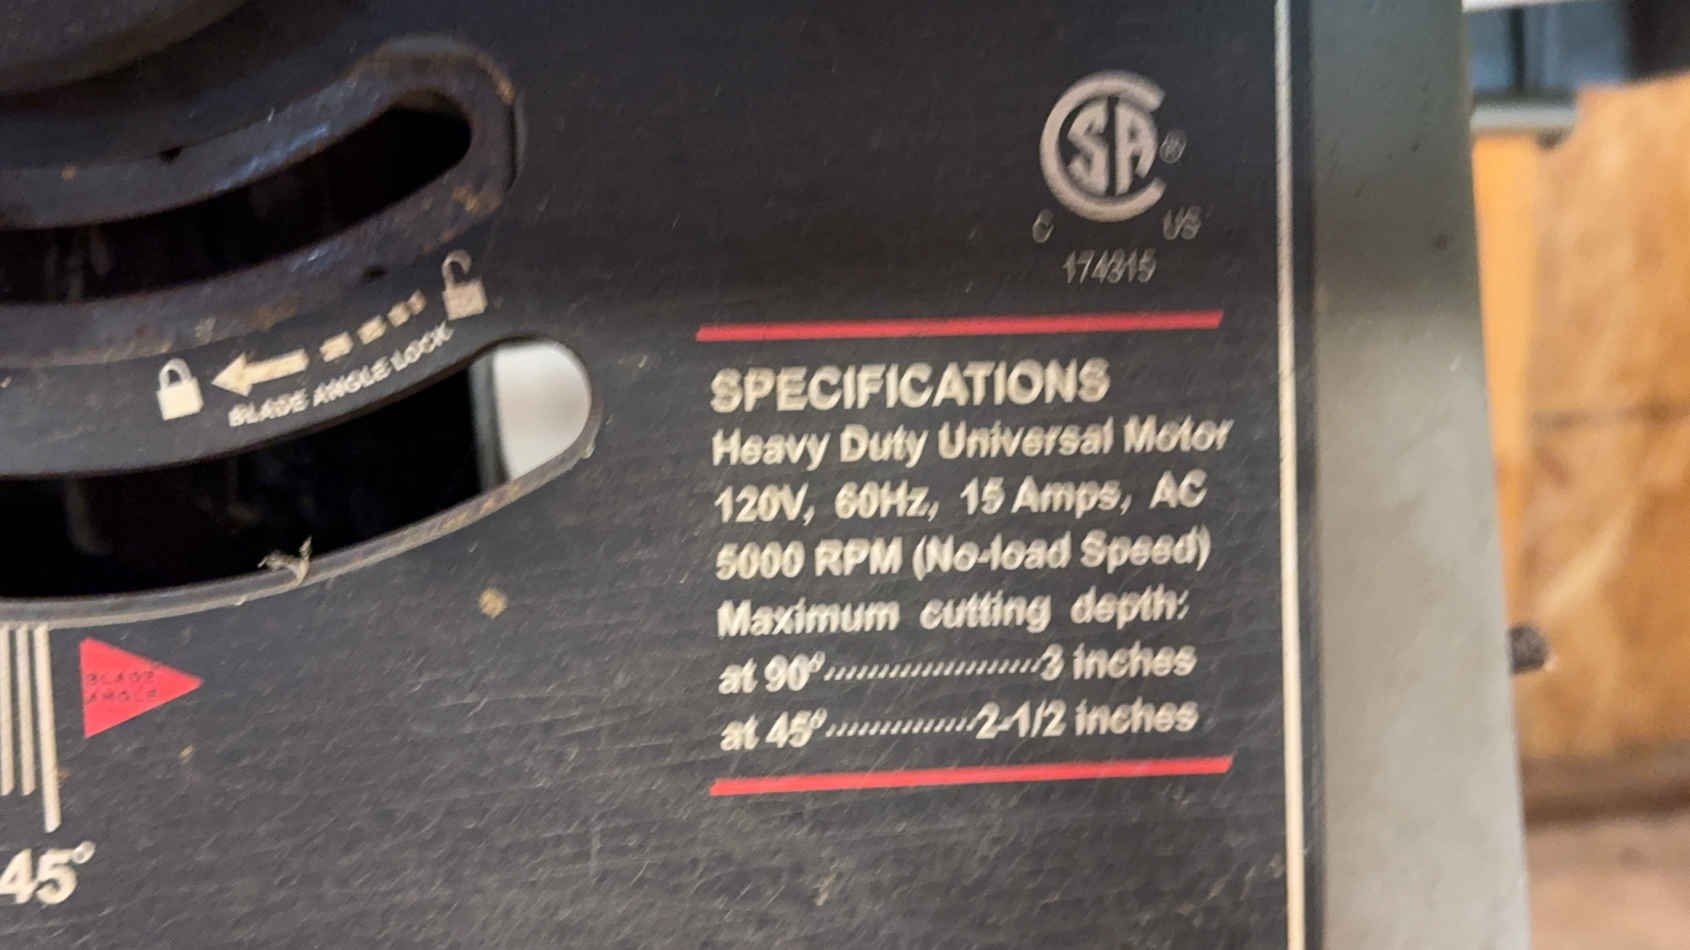 CSA®
C US
174315
BLADE ANGLE LOCK
SPECIFICATIONS
Heavy Duty Universal Motor
120V, 60Hz, 15 Amps, AC
5000 RPM (No-load Speed)
Maximum cutting depth:
at 90°....................3 inches
at 45°..............2-1/2 inches
BLADE
ANGLE
45°